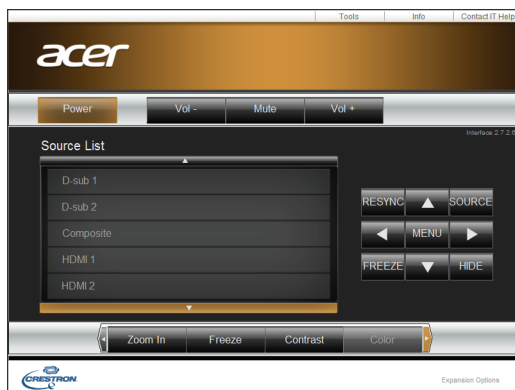 Tools Info Contact IT Help
acer
Power Vol - Mute Vol +
Interface 2.7.2.6
Source List
D-sub 1
D-sub 2
Composite
HDMI 1
HDMI 2
RESYNC SOURCE
MENU
FREEZE HIDE
Zoom In Freeze Contrast Color
CRESTRON
Expansion Options